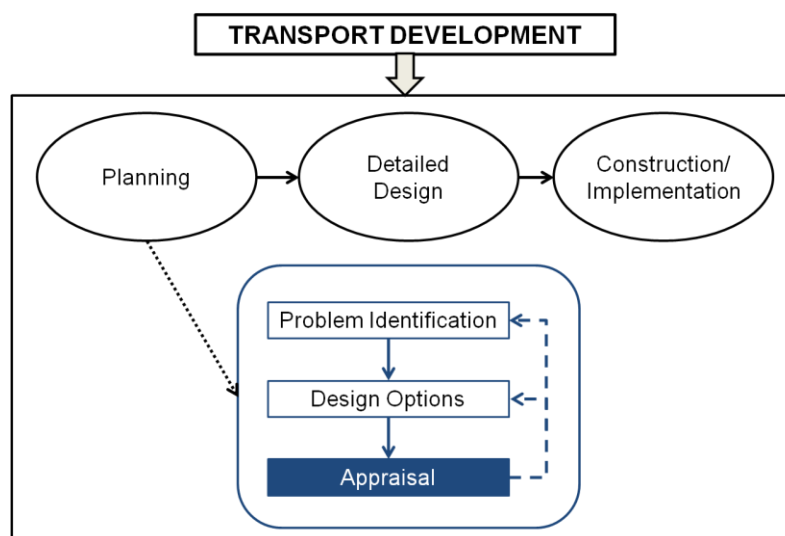 TRANSPORT DEVELOPMENT
Planning
Detailed
Design
Construction/
Implementation
Problem Identification
Design Options
Appraisal